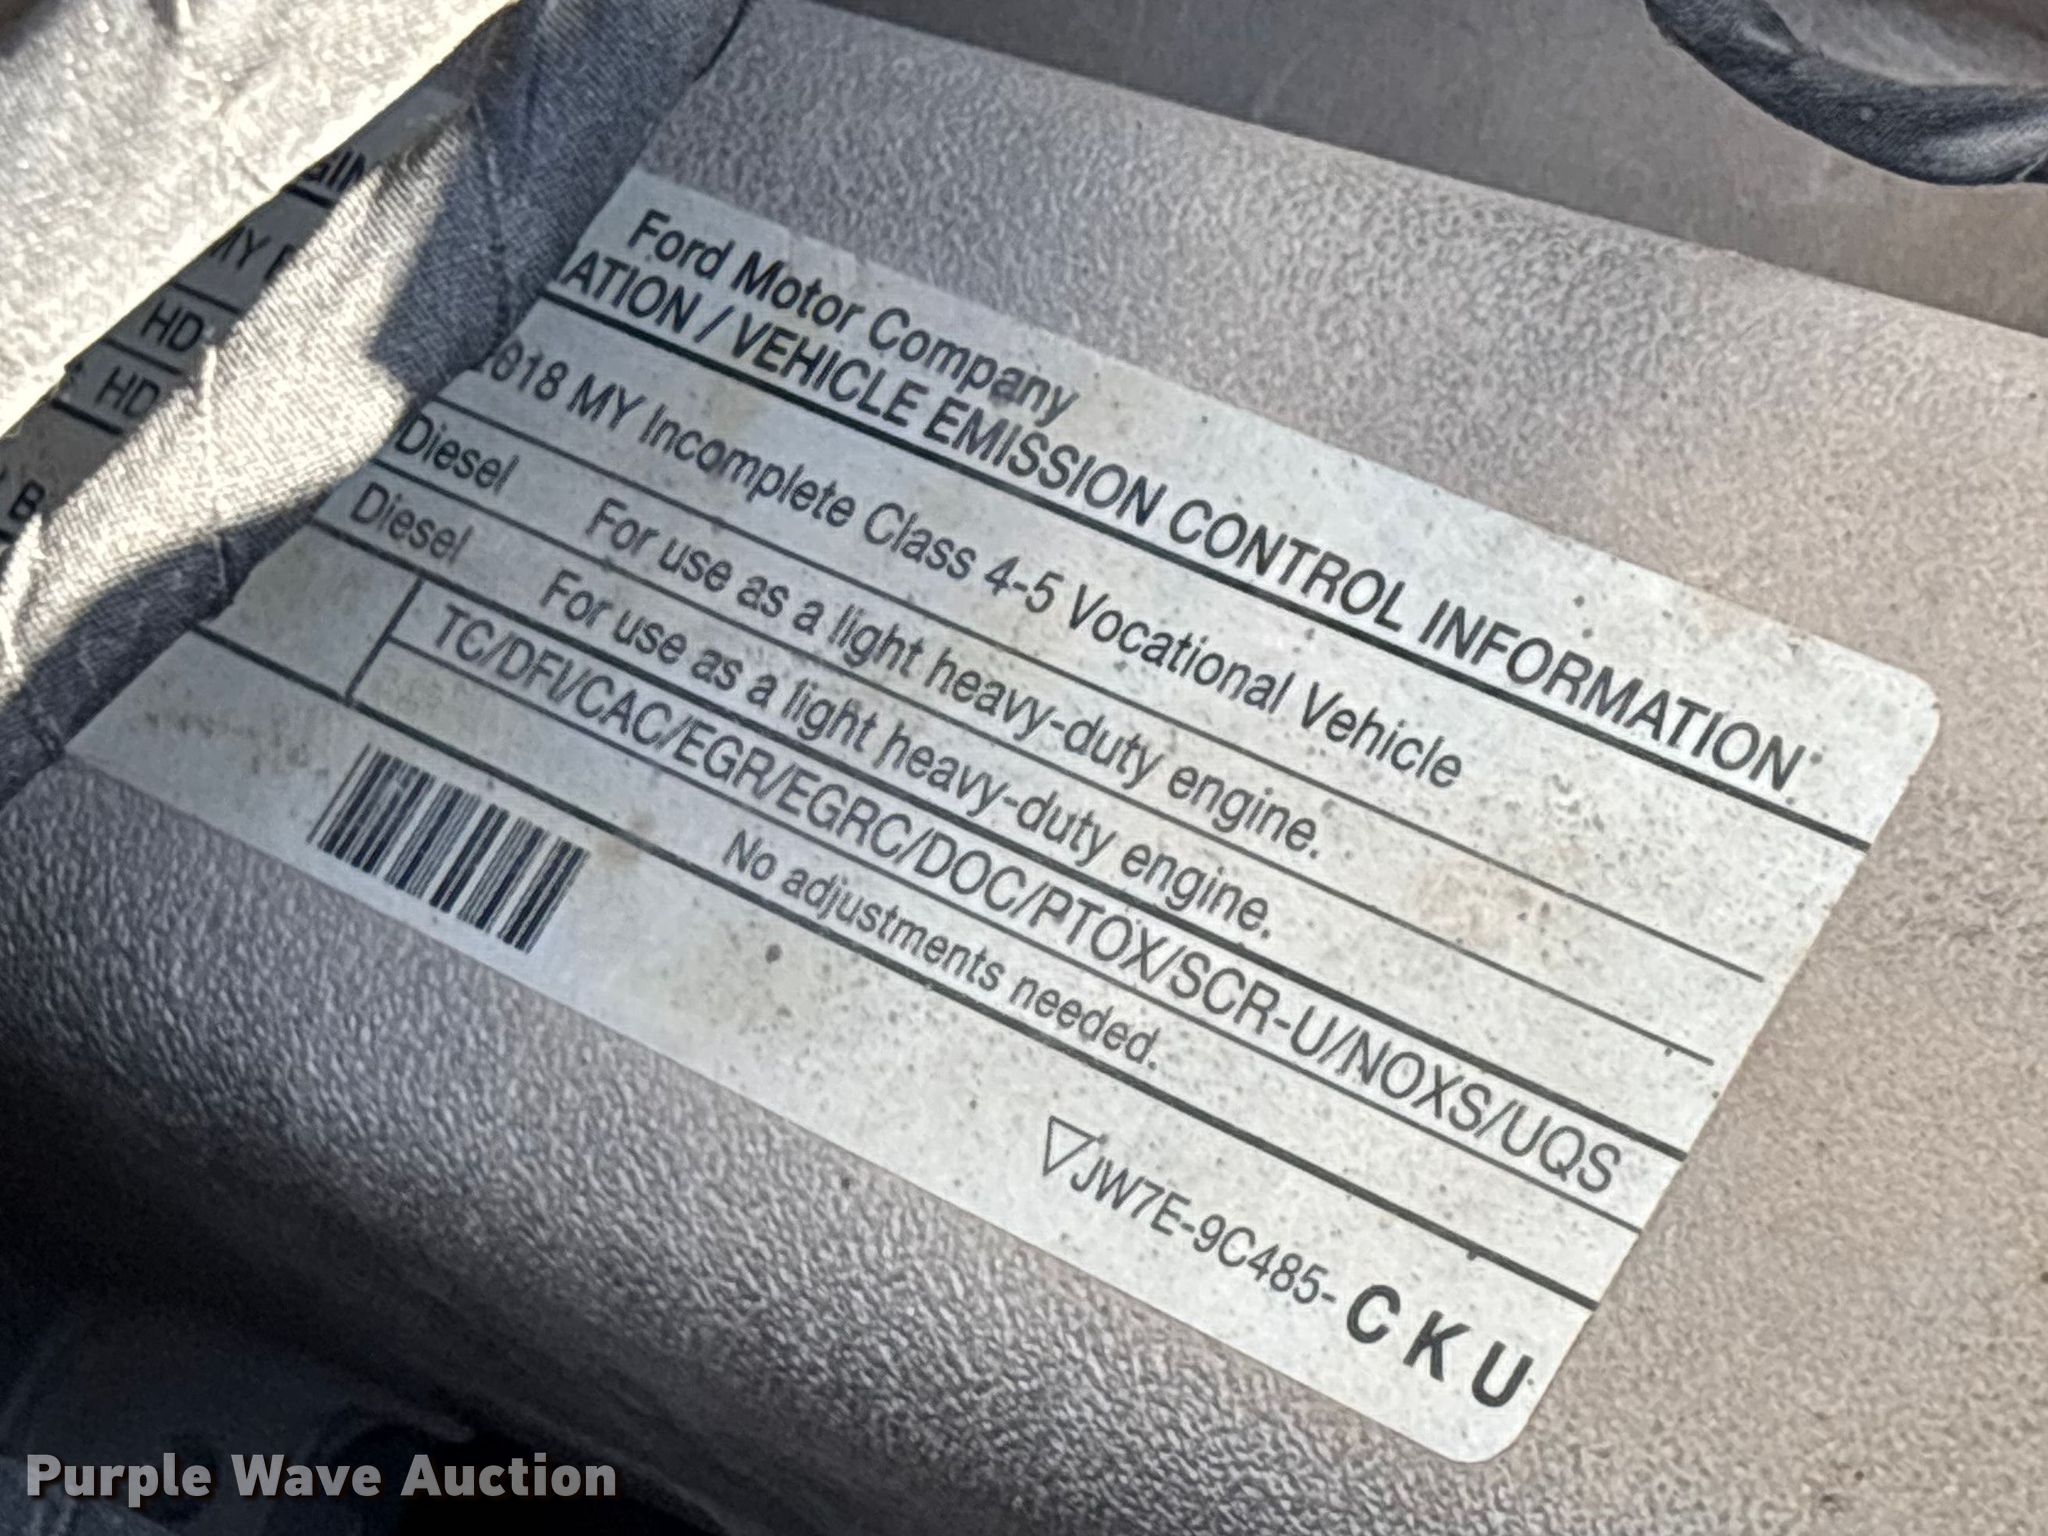 Ford Motor Company
ATION / VEHICLE EMISSION CONTROL INFORMATION
2018 MY Incomplete Class 4-5 Vocational Vehicle
Diesel For use as a light heavy-duty engine.
Diesel For use as a light heavy-duty engine.
TC/DFI/CAC/EGR/EGRC/DOC/PTOX/SCR-U/NOXS/UQS
No adjustments needed.
JW7E-9C485- C K U
MY
HD
HD
B
Purple Wave Auction